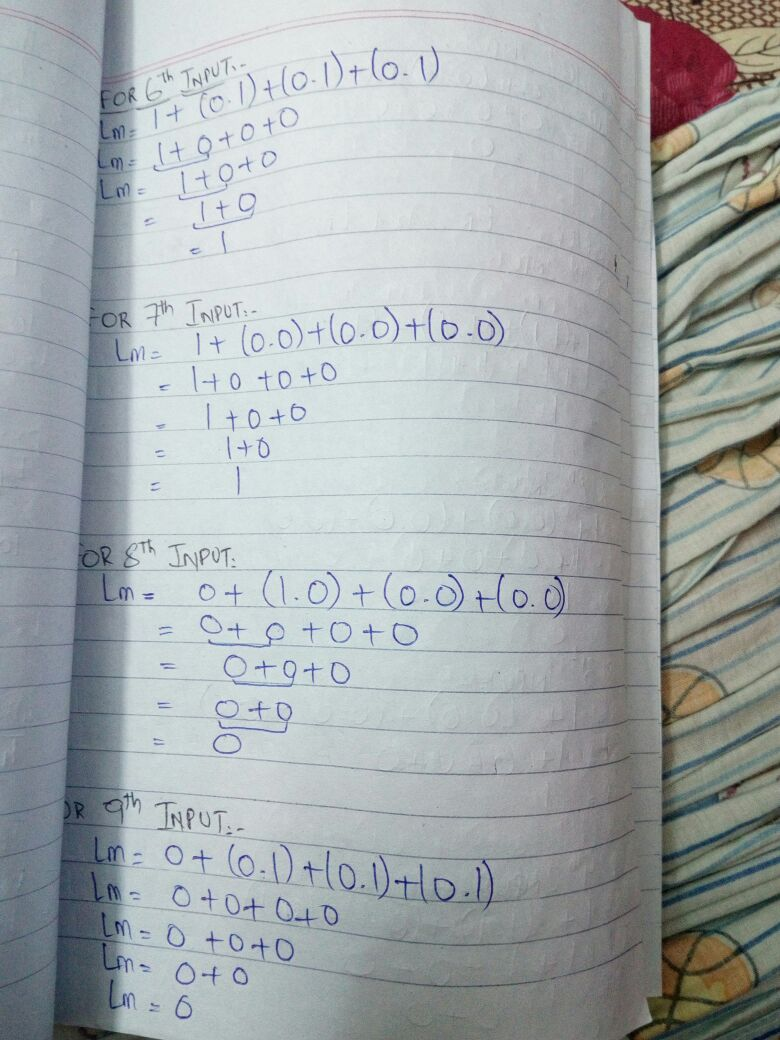 FOR 6th INPUT:-
Lm= 1+ (0.1)+(0.1)+(0.1)
Lm= 1+0+0+0
Lm= 1+0+0
= 1+0
= 1
FOR 7th INPUT:-
Lm= 1+ (0.0)+(0.0)+(0.0)
= 1+0+0+0
= 1+0+0
= 1+0
= 1
FOR 8th INPUT:
Lm= 0+ (1.0)+(0.0)+(0.0)
= 0+0+0+0
= 0+0+0
= 0+0
= 0
OR 9th INPUT:-
Lm= 0+(0.1)+(0.1)+(0.1)
Lm= 0+0+0+0
Lm= 0+0+0
Lm= 0+0
Lm= 0